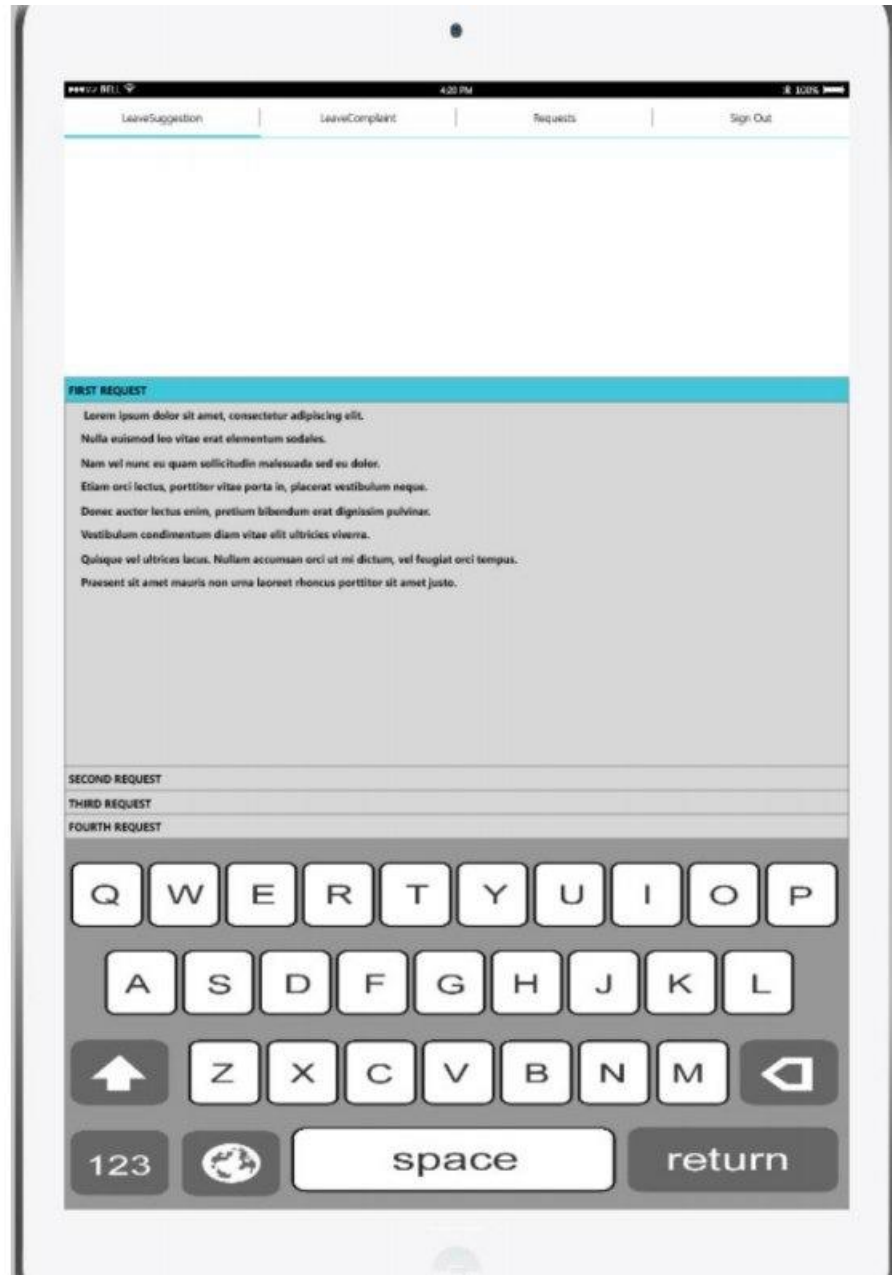 BELL 4:20 PM 100%
LeaveSuggestion LeaveComplaint Requests Sign Out
FIRST REQUEST
Lorem ipsum dolor sit amet, consectetur adipiscing elit.
Nulla euismod leo vitae erat elementum sodales.
Nam vel nunc eu quam sollicitudin malesuada sed eu dolor.
Etiam orci lectus, porttitor vitae porta in, placerat vestibulum neque.
Donec auctor lectus enim, pretium bibendum erat dignissim pulvinar.
Vestibulum condimentum diam vitae elit ultricies viverra.
Quisque vel ultrices lacus. Nullam accumsan orci ut mi dictum, vel feugiat orci tempus.
Praesent sit amet mauris non urna laoreet rhoncus porttitor sit amet justo.
SECOND REQUEST
THIRD REQUEST
FOURTH REQUEST
Q W E R T Y U I O P
A S D F G H J K L
Z X C V B N M
123 space return